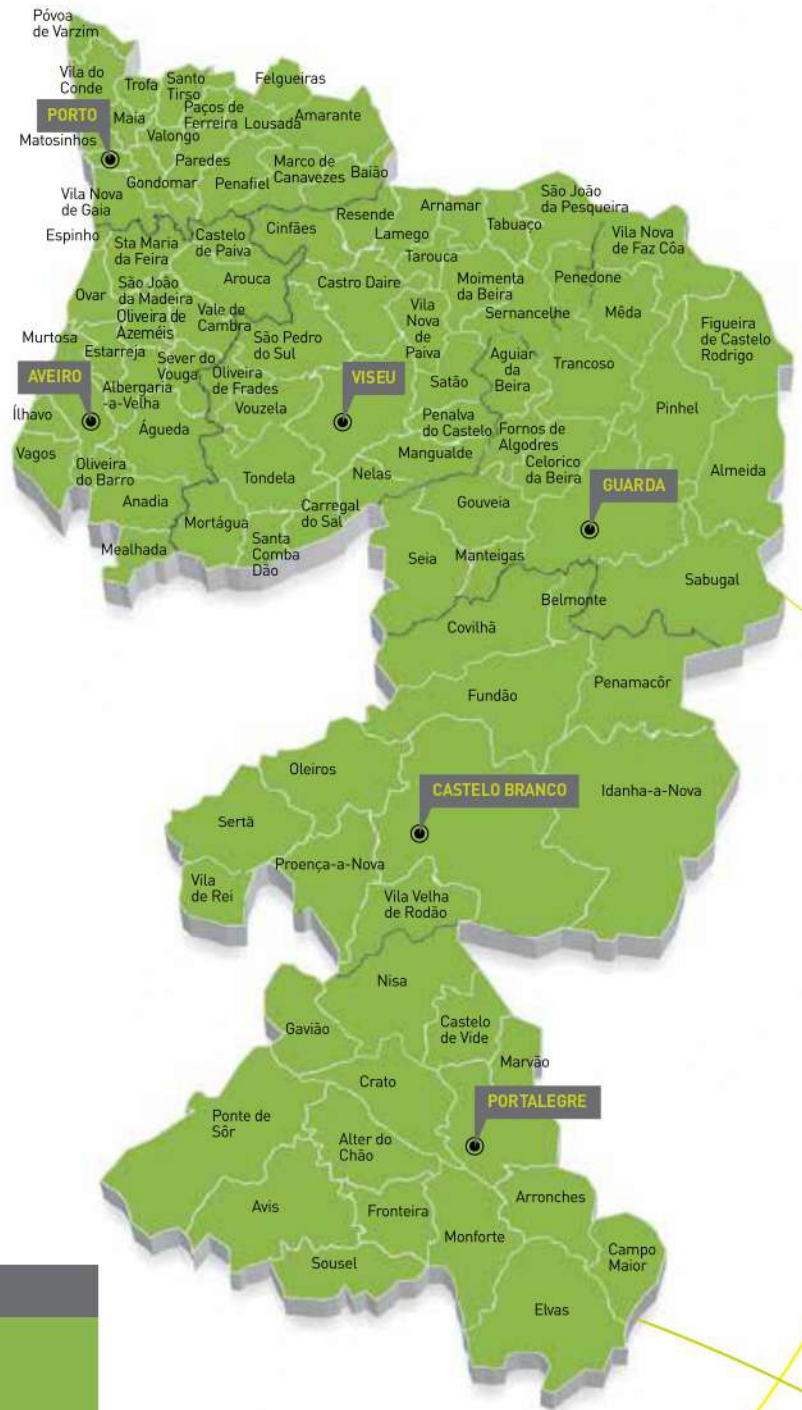 Póvoa
de Varzim
Vila do
Conde
Trofa
Santo
Tirso
Felgueiras
PORTO
Maia
Paços de
Ferreira
Lousada
Amarante
Matosinhos
Valongo
Paredes
Marco de
Canavezes
Baião
Gondomar
Penafiel
Vila Nova
de Gaia
Espinho
Sta Maria
da Feira
Castelo
de Paiva
Cinfães
Resende
Lamego
Arnamar
Tabuaço
São João
da Pesqueira
Vila Nova
de Faz Côa
Tarouca
Arouca
Castro Daire
Moimenta
da Beira
Penedone
Ovar
São João
da Madeira
Oliveira de
Azeméis
Vale de
Cambra
Vila
Nova
de
Paiva
Sernancelhe
Mêda
Figueira
de Castelo
Rodrigo
Murtosa
Estarreja
Sever do
Vouga
São Pedro
do Sul
Oliveira
de Frades
Aguiar
da
Beira
Trancoso
AVEIRO
Albergaria
-a-Velha
Vouzela
VISEU
Satão
Pinhel
Ílhavo
Águeda
Penalva
do Castelo
Fornos de
Algodres
Vagos
Oliveira
do Barro
Tondela
Nelas
Mangualde
Celorico
da Beira
Almeida
GUARDA
Anadia
Mortágua
Carregal
do Sal
Gouveia
Mealhada
Santa
Comba
Dão
Seia
Manteigas
Sabugal
Belmonte
Covilhã
Fundão
Penamacôr
Oleiros
CASTELO BRANCO
Idanha-a-Nova
Sertã
Proença-a-Nova
Vila
de Rei
Vila Velha
de Rodão
Nisa
Gavião
Castelo
de Vide
Marvão
Crato
PORTALEGRE
Ponte de
Sôr
Alter do
Chão
Arronches
Avis
Fronteira
Monforte
Campo
Maior
Sousel
Elvas